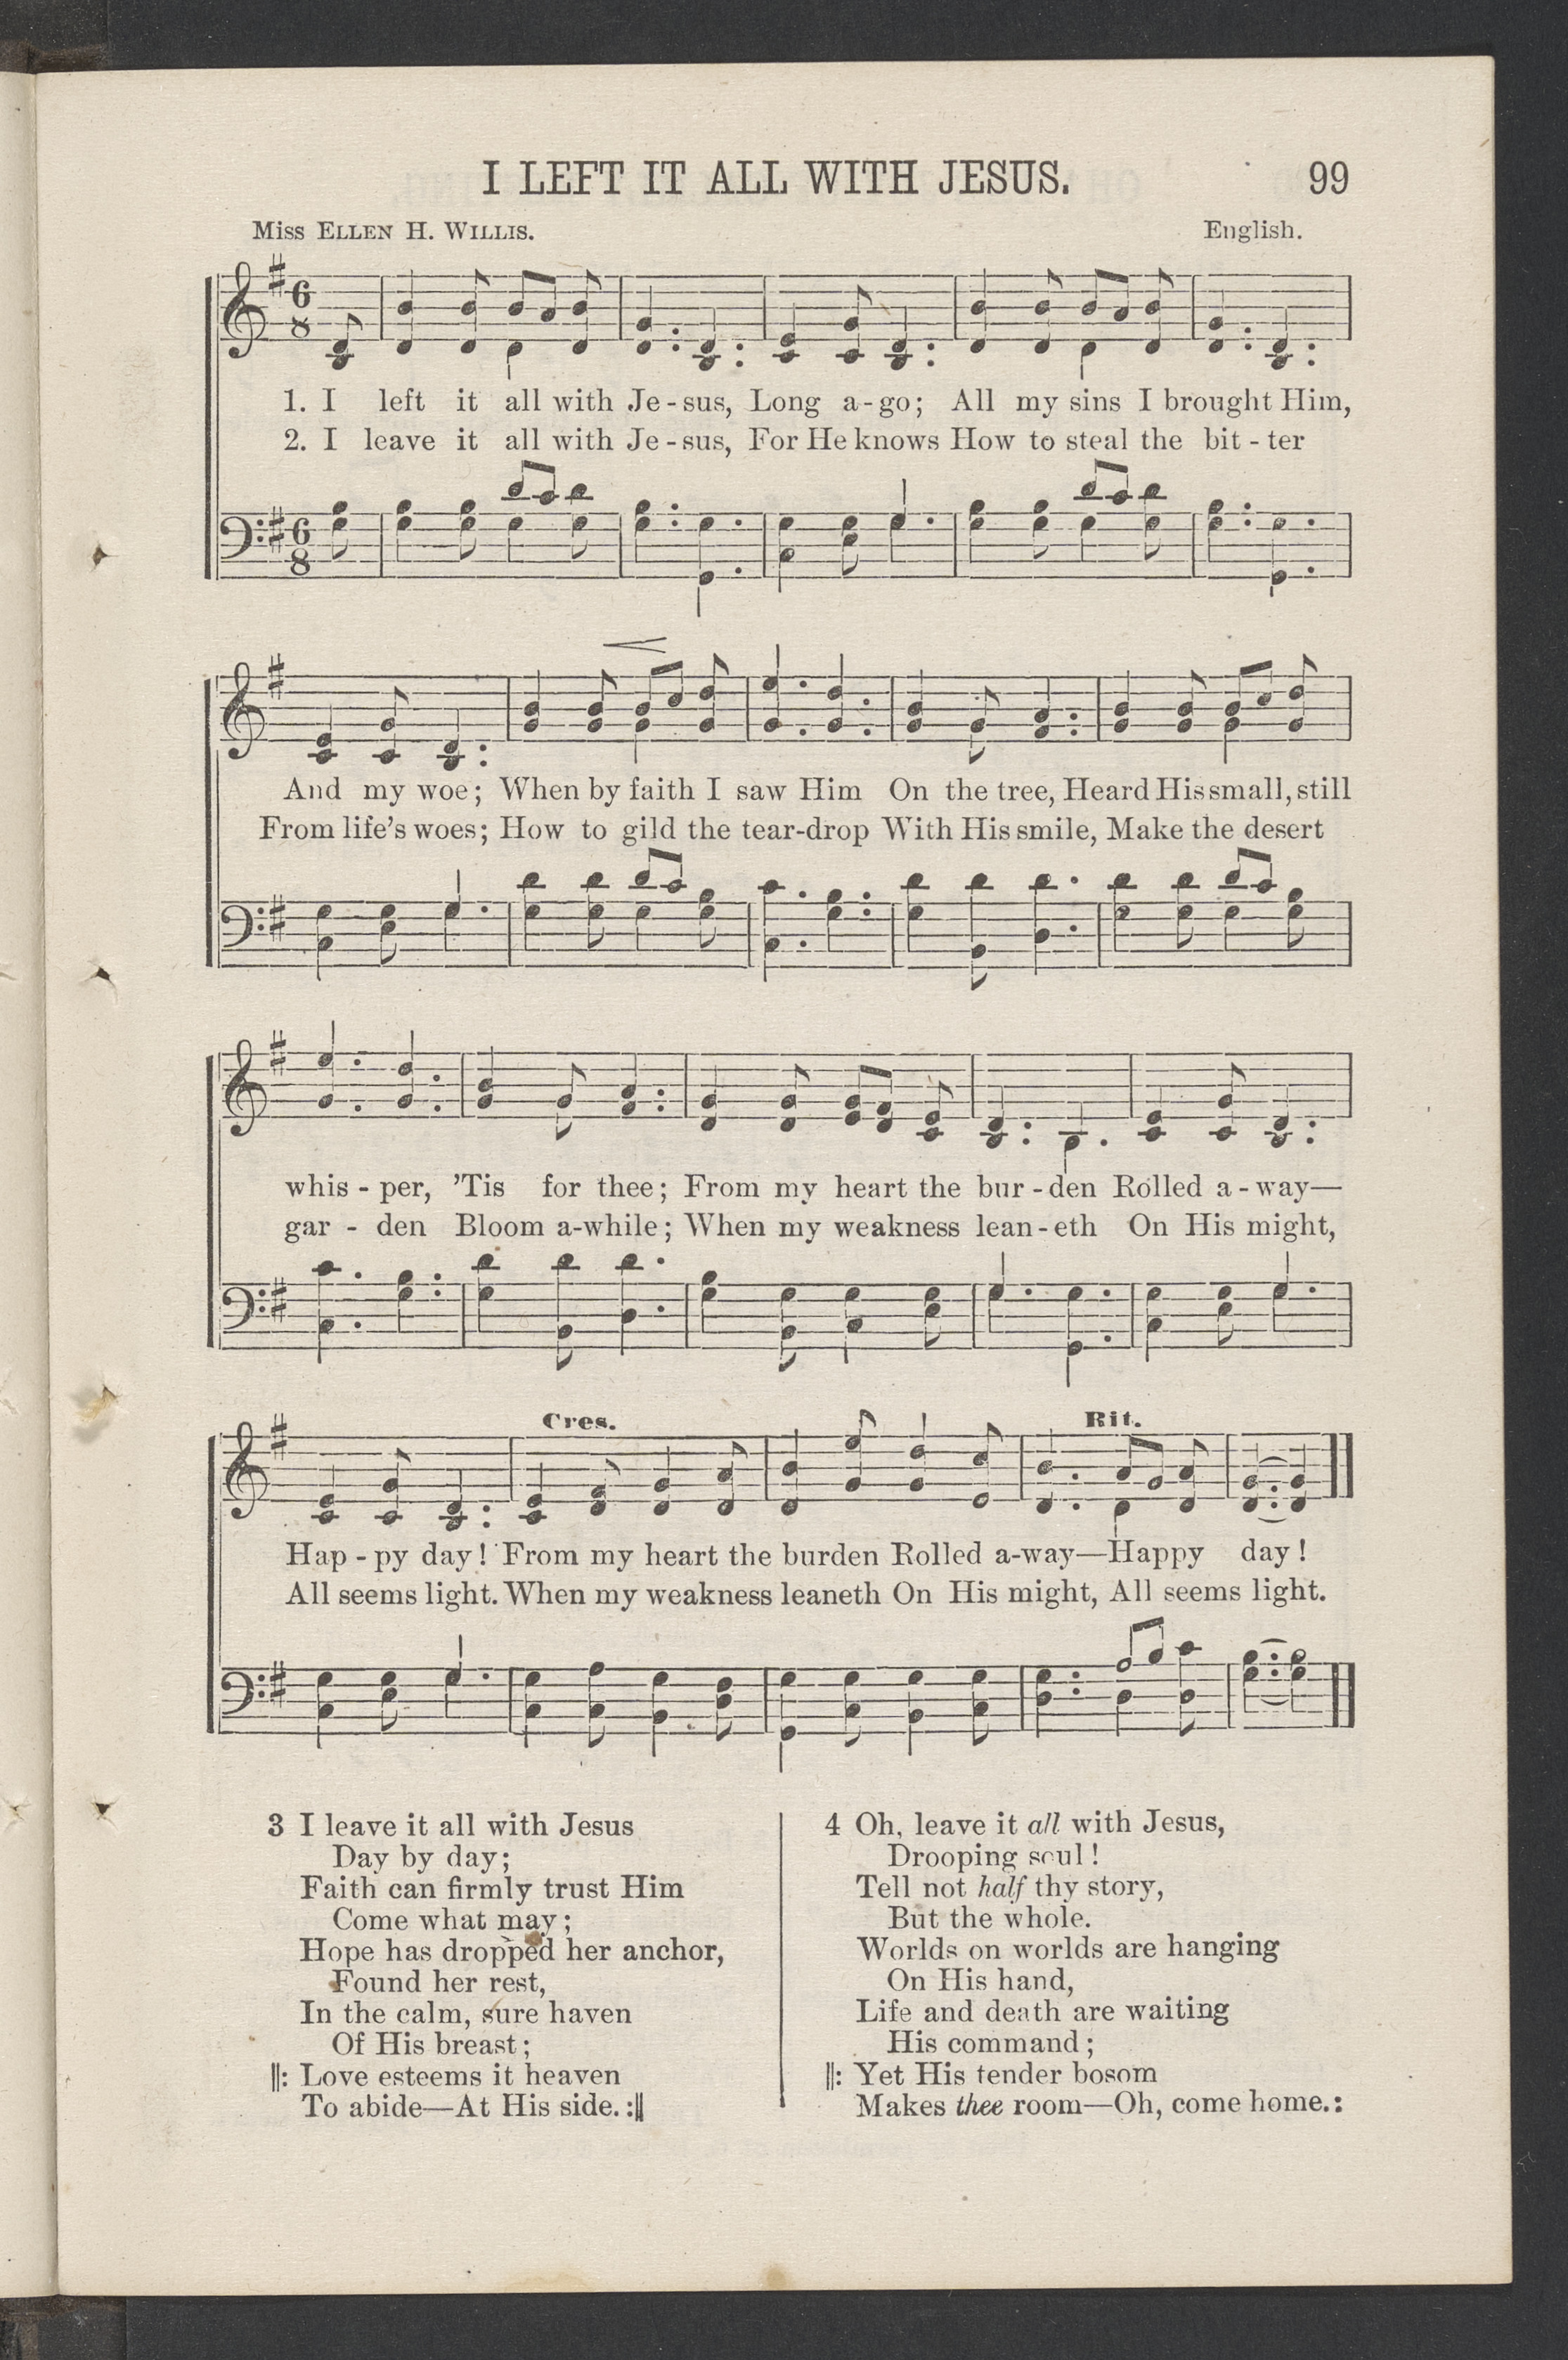 I LEFT IT ALL WITH JESUS. 99
Miss ELLEN H. WILLIS. English.
6 8
1. I left it all with Je - sus, Long a - go; All my sins I brought Him,
2. I leave it all with Je - sus, For He knows How to steal the bit - ter
6 8
And my woe; When by faith I saw Him On the tree, Heard His small, still
From life's woes; How to gild the tear-drop With His smile, Make the desert
whis - per, 'Tis for thee; From my heart the bur - den Rolled a - way—
gar - den Bloom a-while; When my weakness lean - eth On His might,
Cres. Rit.
Hap - py day! From my heart the burden Rolled a-way—Happy day!
All seems light. When my weakness leaneth On His might, All seems light.
3 I leave it all with Jesus
Day by day;
Faith can firmly trust Him
Come what may;
Hope has dropped her anchor,
Found her rest,
In the calm, sure haven
Of His breast;
‖: Love esteems it heaven
To abide—At His side. :‖
4 Oh, leave it all with Jesus,
Drooping soul!
Tell not half thy story,
But the whole.
Worlds on worlds are hanging
On His hand,
Life and death are waiting
His command;
‖: Yet His tender bosom
Makes thee room—Oh, come home.: